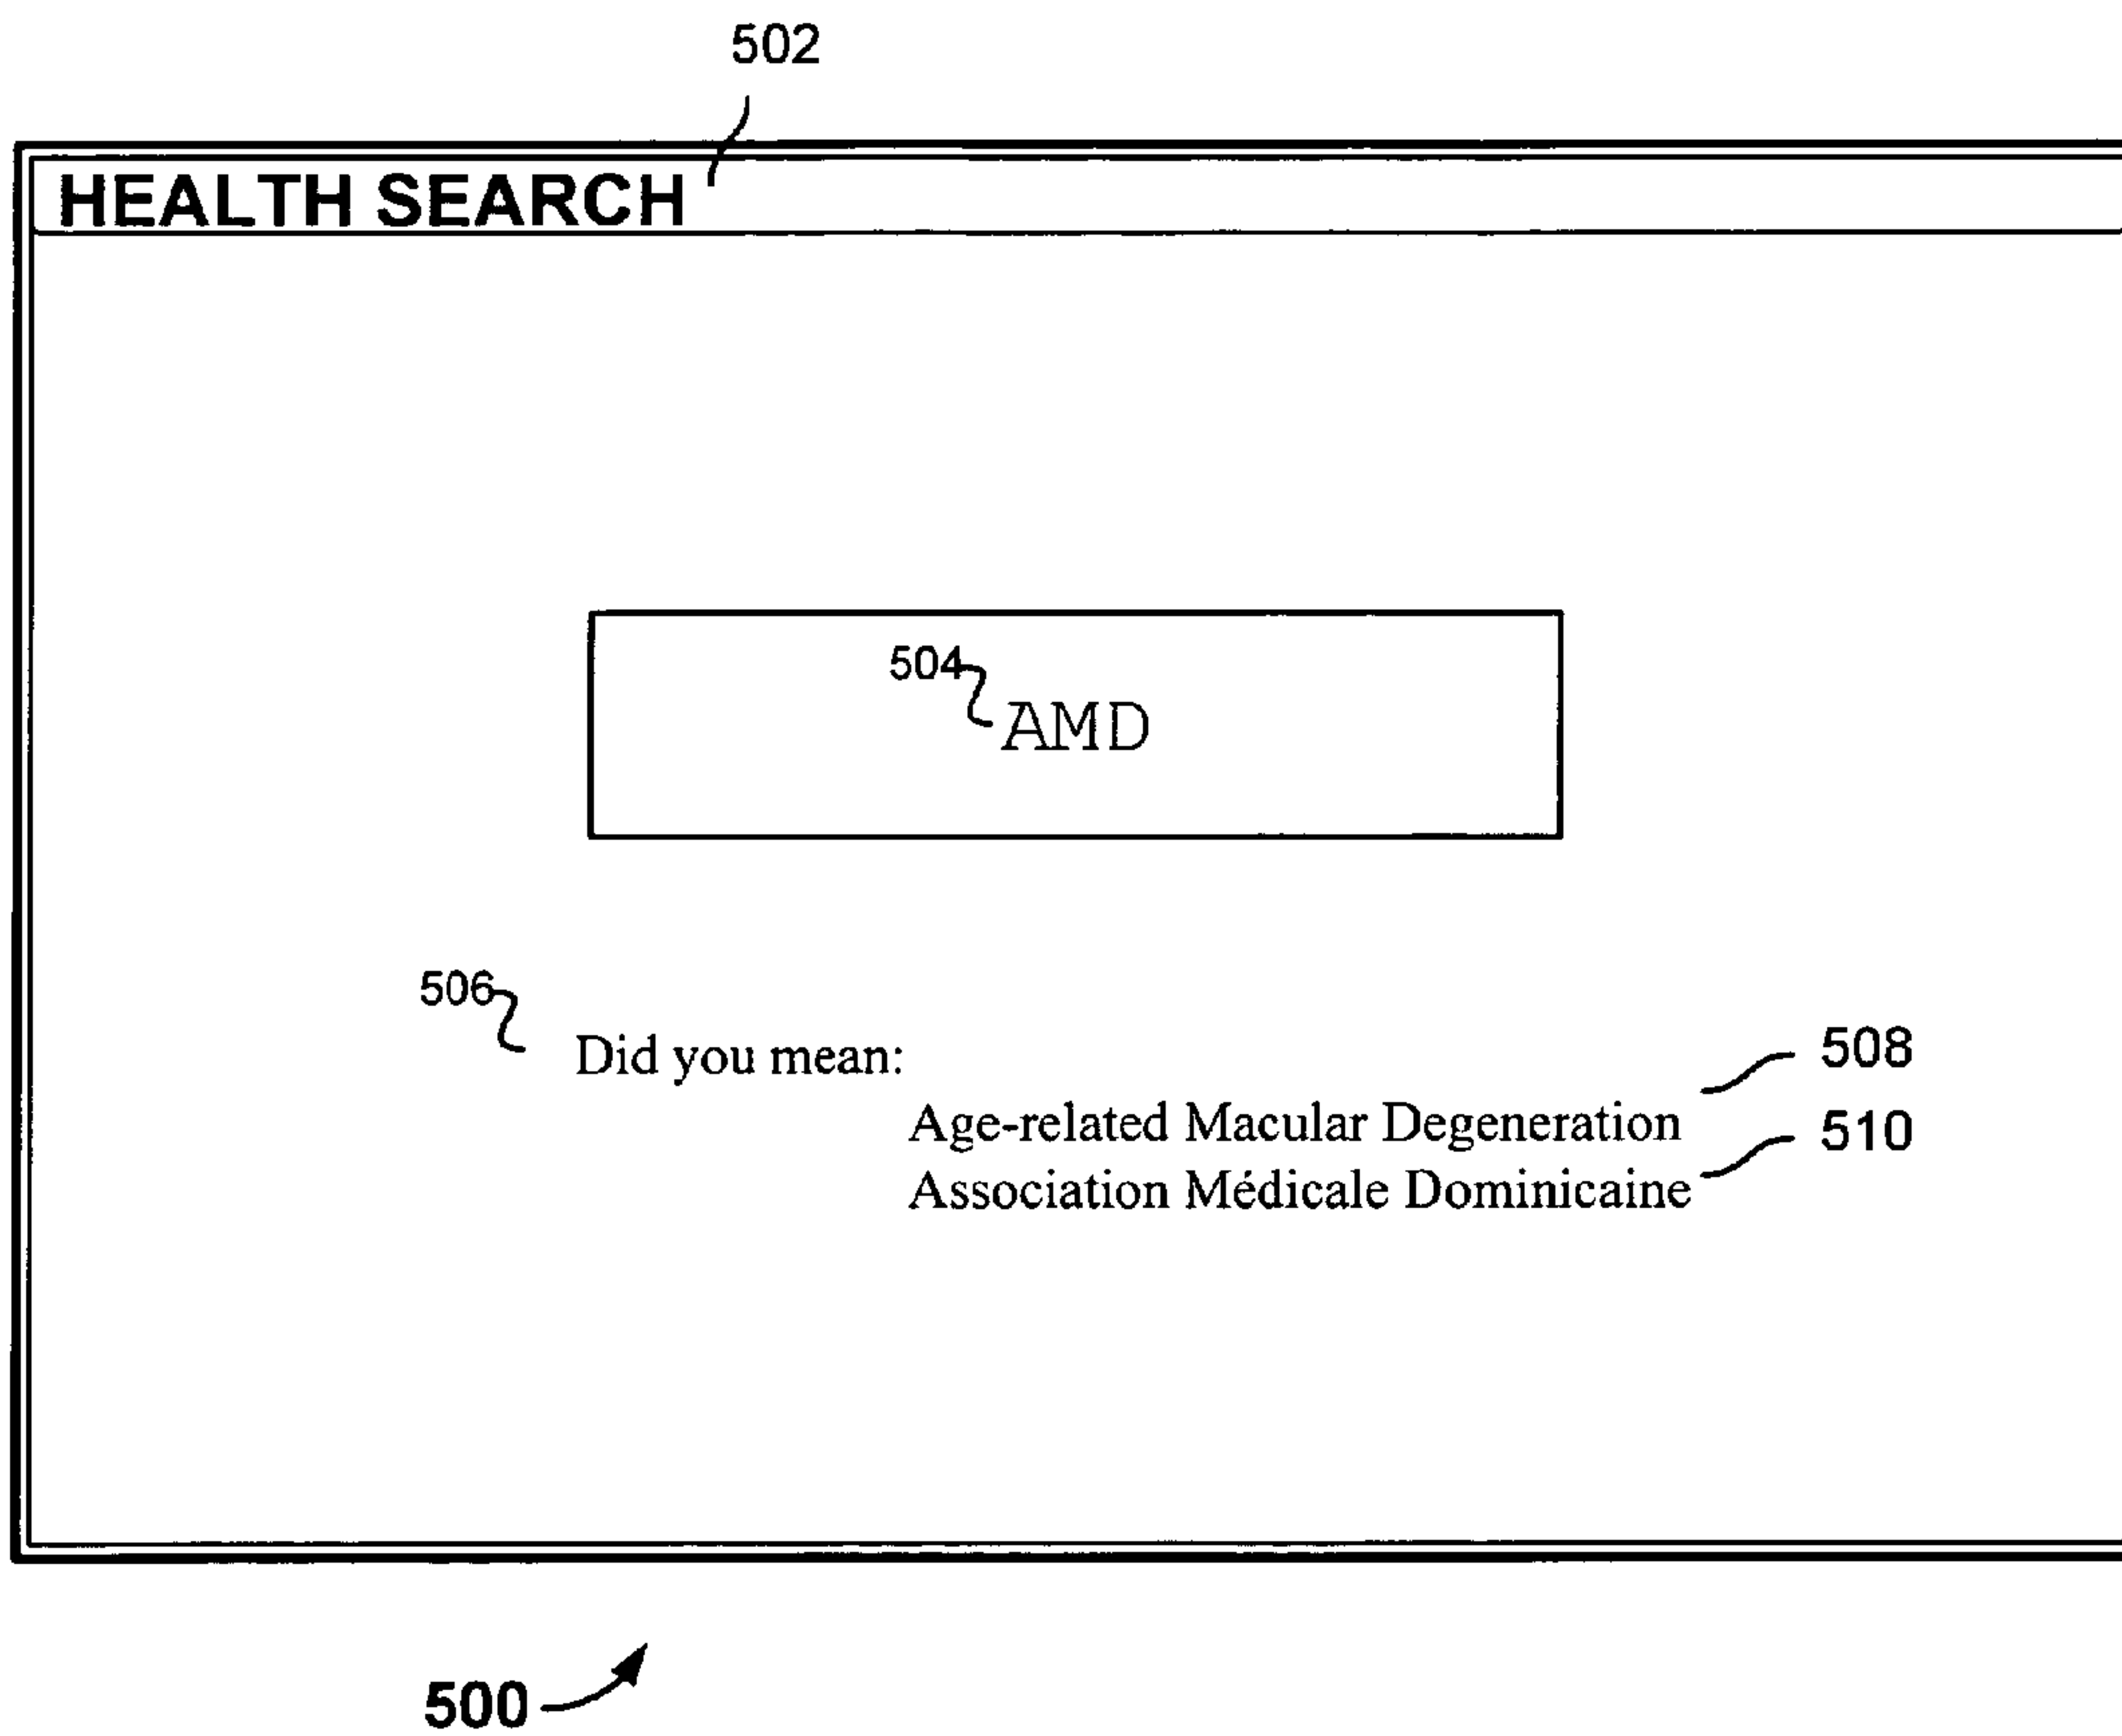 502
HEALTH SEARCH
504
AMD
506
Did you mean:
508
Age-related Macular Degeneration
510
Association Médicale Dominicaine
500